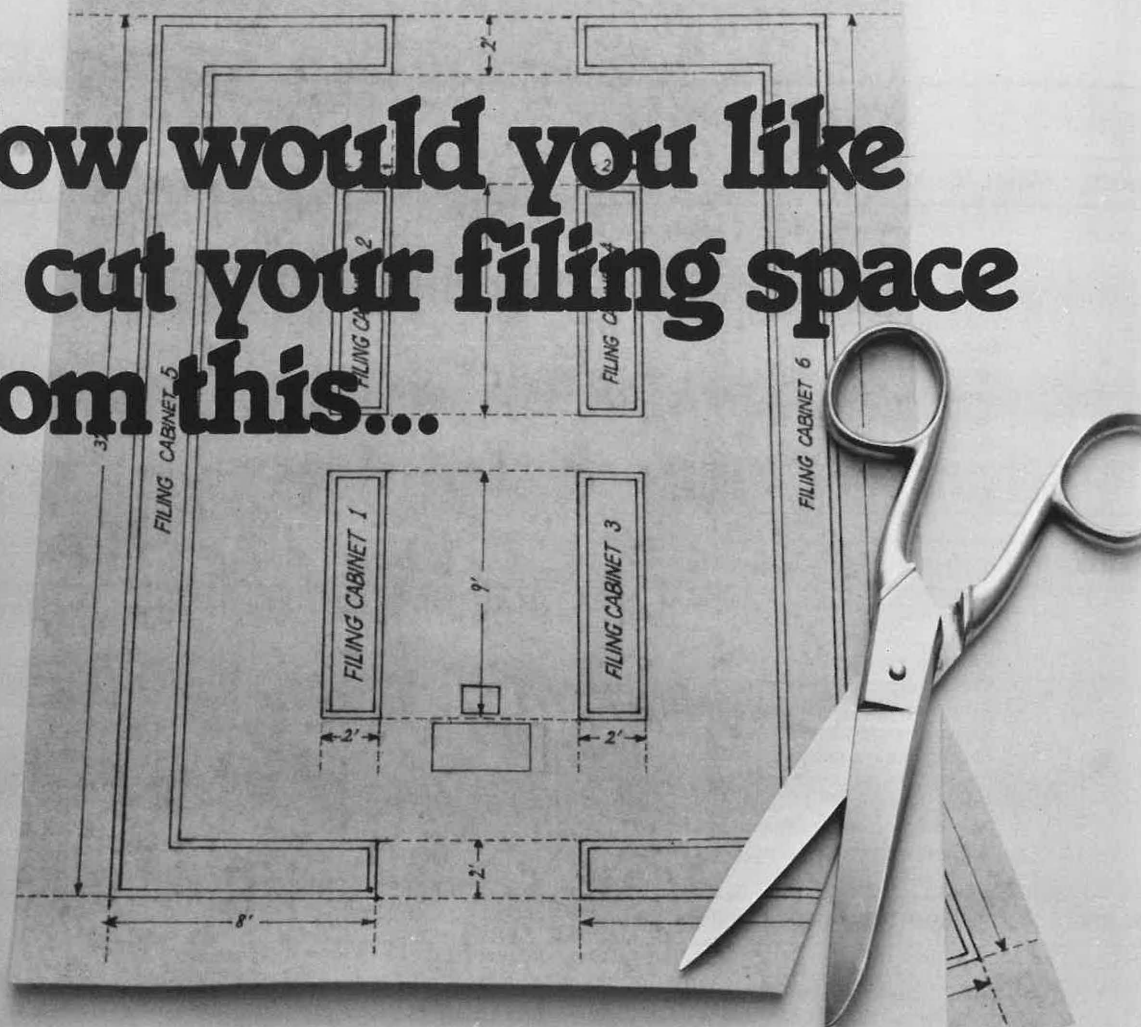 ow would you like
cut your filing space
om this...
2'
FILING CABINET 5
FILING CABINET 6
FILING CABINET 1
FILING CABINET 3
9'
2'
2'
2'
8'